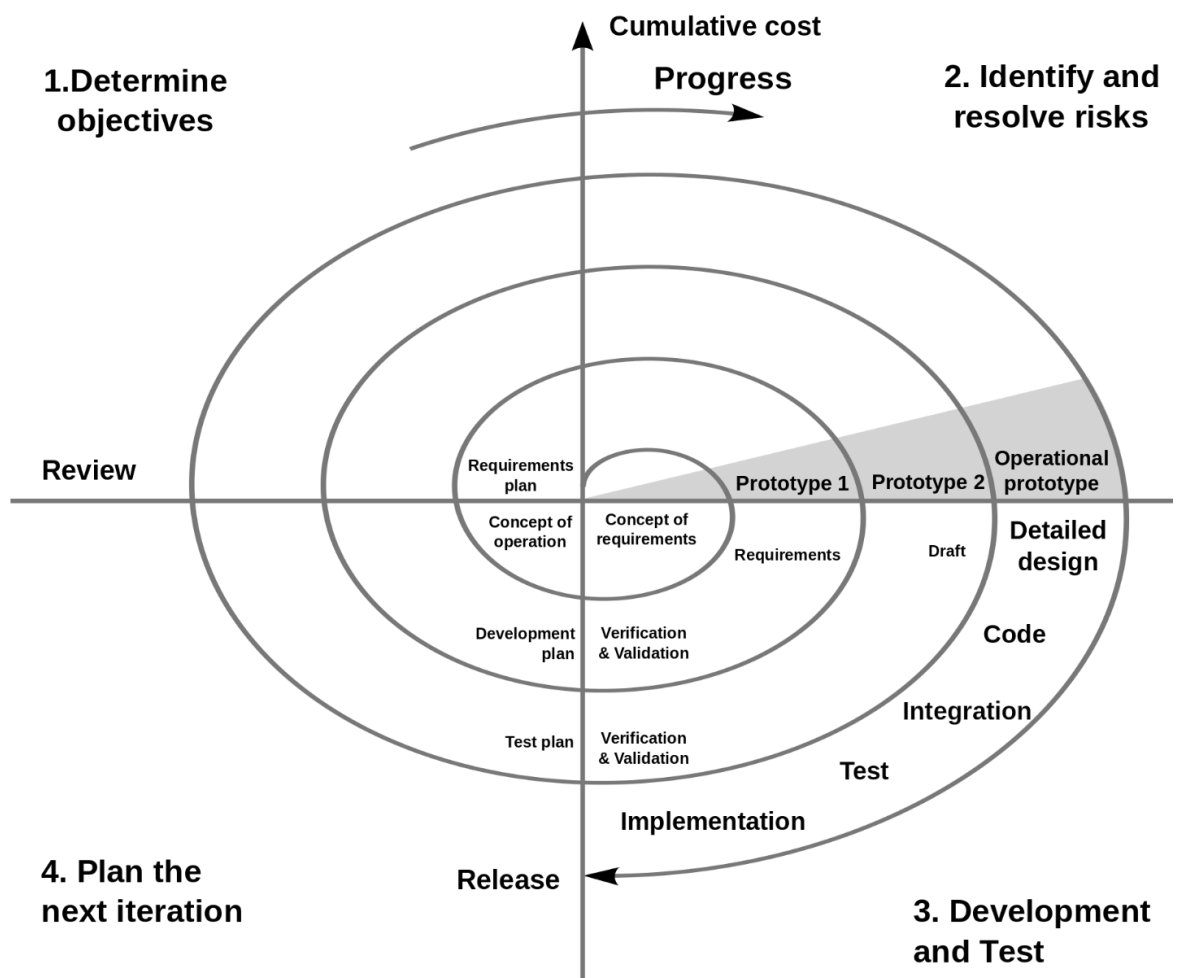 Cumulative cost
Progress
1.Determine
objectives
2. Identify and
resolve risks
Review
Requirements
plan
Prototype 1
Prototype 2
Operational
prototype
Concept of
operation
Concept of
requirements
Requirements
Draft
Detailed
design
Development
plan
Verification
& Validation
Code
Integration
Test plan
Verification
& Validation
Test
Implementation
Release
4. Plan the
next iteration
3. Development
and Test